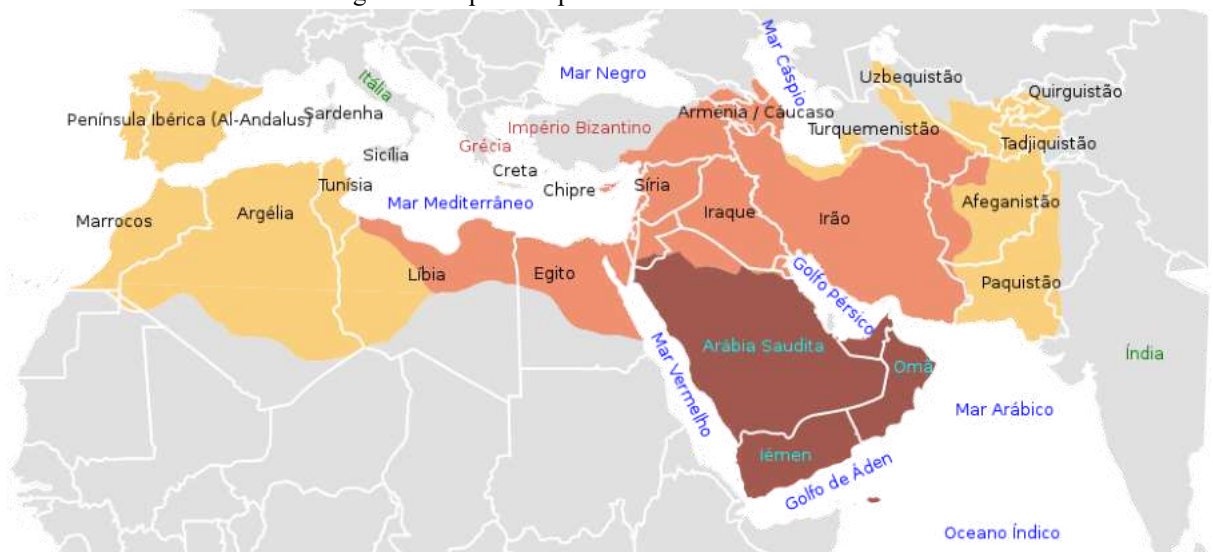 Mar Cáspio
Uzbequistão
Mar Negro
Itália
Quirguistão
Península Ibérica (Al-Andalus)
Sardenha
Arménia / Cáucaso
Império Bizantino
Turquemenistão
Tadjiquistão
Grécia
Sicília
Creta
Tunísia
Chipre
Síria
Mar Mediterrâneo
Afeganistão
Marrocos
Argélia
Iraque
Irão
Líbia
Egito
Golfo Pérsico
Paquistão
Arábia Saudita
Mar Vermelho
Omã
Índia
Mar Arábico
Iémen
Golfo de Áden
Oceano Índico